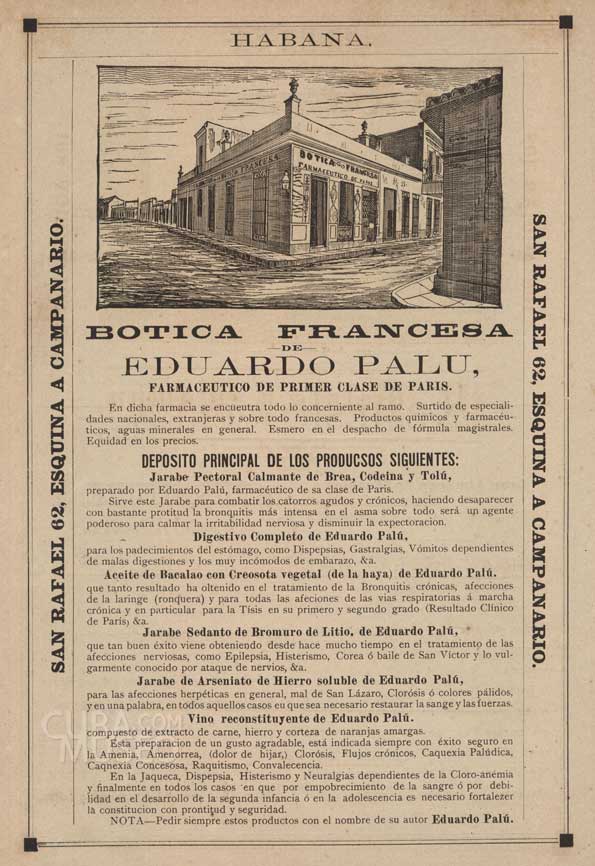 HABANA.
BOTICA FRANCESA
FARMACEUTICO DE PARIS
SAN RAFAEL 62, ESQUINA A CAMPANARIO.
BOTICA FRANCESA
—DE—
EDUARDO PALU,
FARMACEUTICO DE PRIMER CLASE DE PARIS.
En dicha farmacia se encueutra todo lo concerniente al ramo. Surtido de especiali-
dades nacionales, extranjeras y sobre todo francesas. Productos quimicos y farmacéu-
ticos, aguas minerales en general. Esmero en el despacho de fórmula magistrales.
Equidad en los precios.
DEPOSITO PRINCIPAL DE LOS PRODUCSOS SIGUIENTES:
Jarabe Pectoral Calmante de Brea, Codeina y Tolú,
preparado por Eduardo Palú, farmacéutico de sa clase de Paris.
Sirve este Jarabe para combatir los catorros agudos y crónicos, haciendo desaparecer
con bastante protitud la bronquitis más intensa en el asma sobre todo será un agente
poderoso para calmar la irritabilidad nerviosa y disminuir la expectoracion.
Digestivo Completo de Eduardo Palú,
para los padecimientos del estómago, como Dispepsias, Gastralgias, Vómitos dependientes
de malas digestiones y los muy incómodos de embarazo, &a.
Aceite de Bacalao con Creosota vegetal (de la haya) de Eduardo Palú.
que tanto resultado ha oltenido en el tratamiento de la Bronquitis crónicas, afecciones
de la laringe (ronquera) y para todas las afecciones de las vias respiratorias á marcha
crónica y en particular para la Tísis en su primero y segundo grado (Resultado Clínico
de París) &a.
Jarabe Sedanto de Bromuro de Litio, de Eduardo Palú,
que tan buen éxito viene obteniendo desde hace mucho tiempo en el tratamiento de las
afecciones nerviosas, como Epilepsia, Histerismo, Corea ó baile de San Victor y lo vul-
garmente conocido por ataque de nervios, &a.
Jarabe de Arseniato de Hierro soluble de Eduardo Palú.
para las afecciones herpéticas en general, mal de San Lázaro, Clorósis ó colores pálidos,
y en una palabra, en todos aquellos casos eu que sea necesario restaurar la sangre y las fuerzas.
Vino reconstituyente de Eduardo Palú.
compuesto de extracto de carne, hierro y corteza de naranjas amargas.
Esta preparacion de un gusto agradable, está indicada siempre con éxito seguro en
la Amenia, Amenorrea, (dolor de hijar,) Clorósis, Flujos crónicos, Caquexia Palúdica,
Caqnexia Concesosa, Raquitismo, Convalecencia.
En la Jaqueca, Dispepsia, Histerismo y Neuralgias dependientes de la Cloro-anémia
y finalmente en todos los casos en que por empobrecimiento de la sangre ó por debi-
lidad en el desarrollo de la segunda infancia ó en la adolescencia es necesario fortalezer
la constitucion con prontitud y seguridad.
NOTA—Pedir siempre estos productos con el nombre de su autor Eduardo Palú.
SAN RAFAEL 62, ESQUINA A CAMPANARIO.